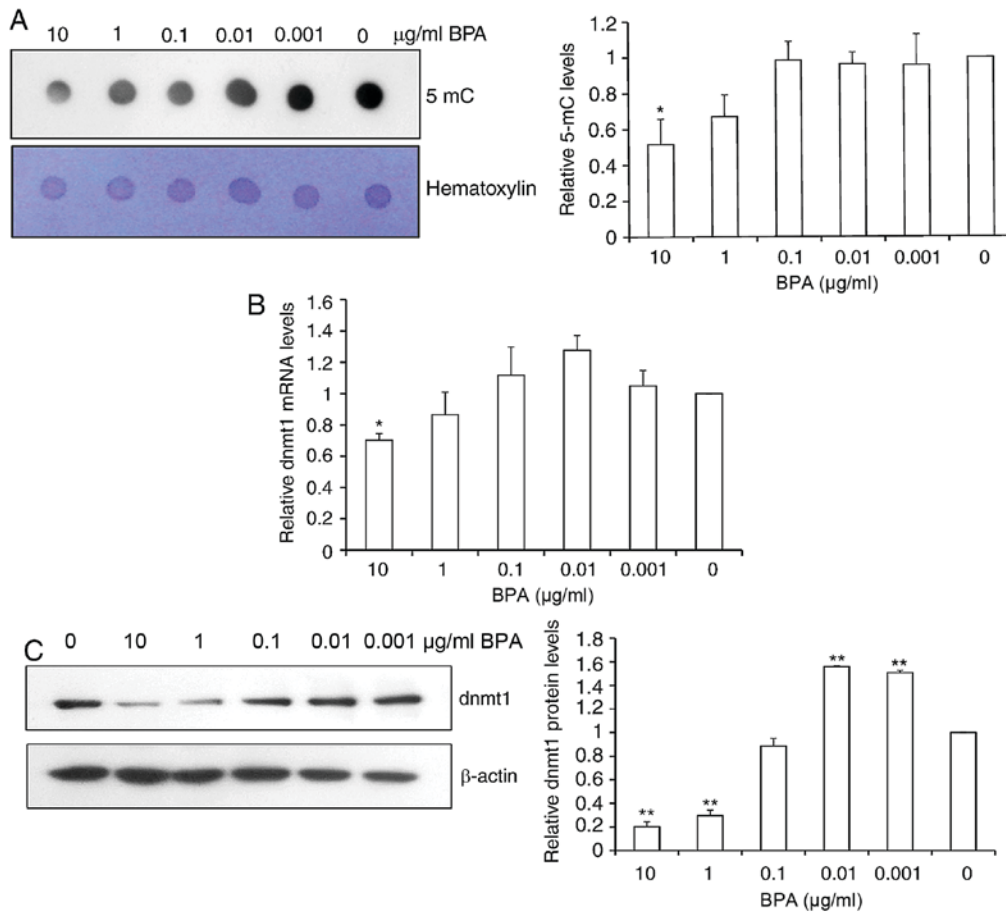 A
10 1 0.1 0.01 0.001 0 µg/ml BPA
5 mC
Hematoxylin
Relative 5-mC levels
1.2
1.0
0.8
0.6
0.4
0.2
0
*
10 1 0.1 0.01 0.001 0
BPA (µg/ml)
B
Relative dnmt1 mRNA levels
1.6
1.4
1.2
1
0.8
0.6
0.4
0.2
0
*
10 1 0.1 0.01 0.001 0
BPA (µg/ml)
C
0 10 1 0.1 0.01 0.001 µg/ml BPA
dnmt1
β-actin
Relative dnmt1 protein levels
1.8
1.6
1.4
1.2
1
0.8
0.6
0.4
0.2
0
** ** ** **
10 1 0.1 0.01 0.001 0
BPA (µg/ml)